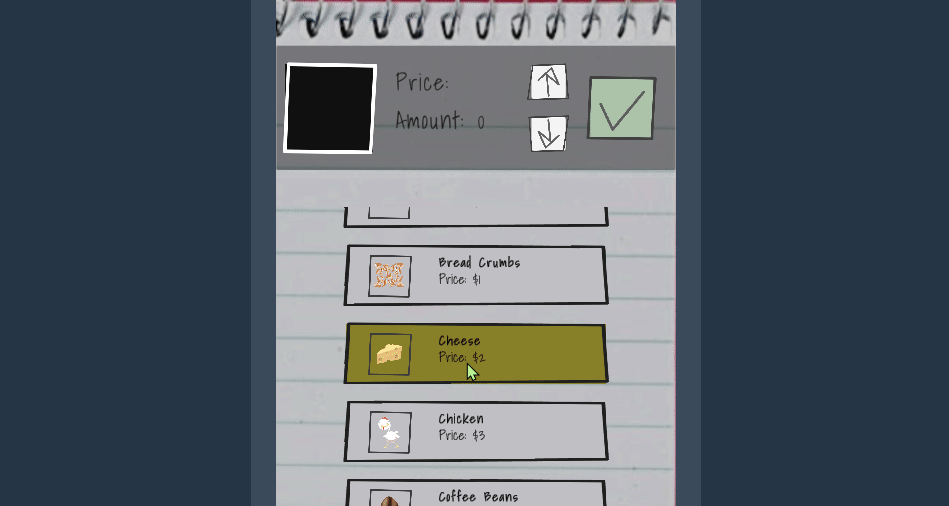 Price:
Amount: 0
Bread Crumbs
Price: $1
Cheese
Price: $2
Chicken
Price: $3
Coffee Beans